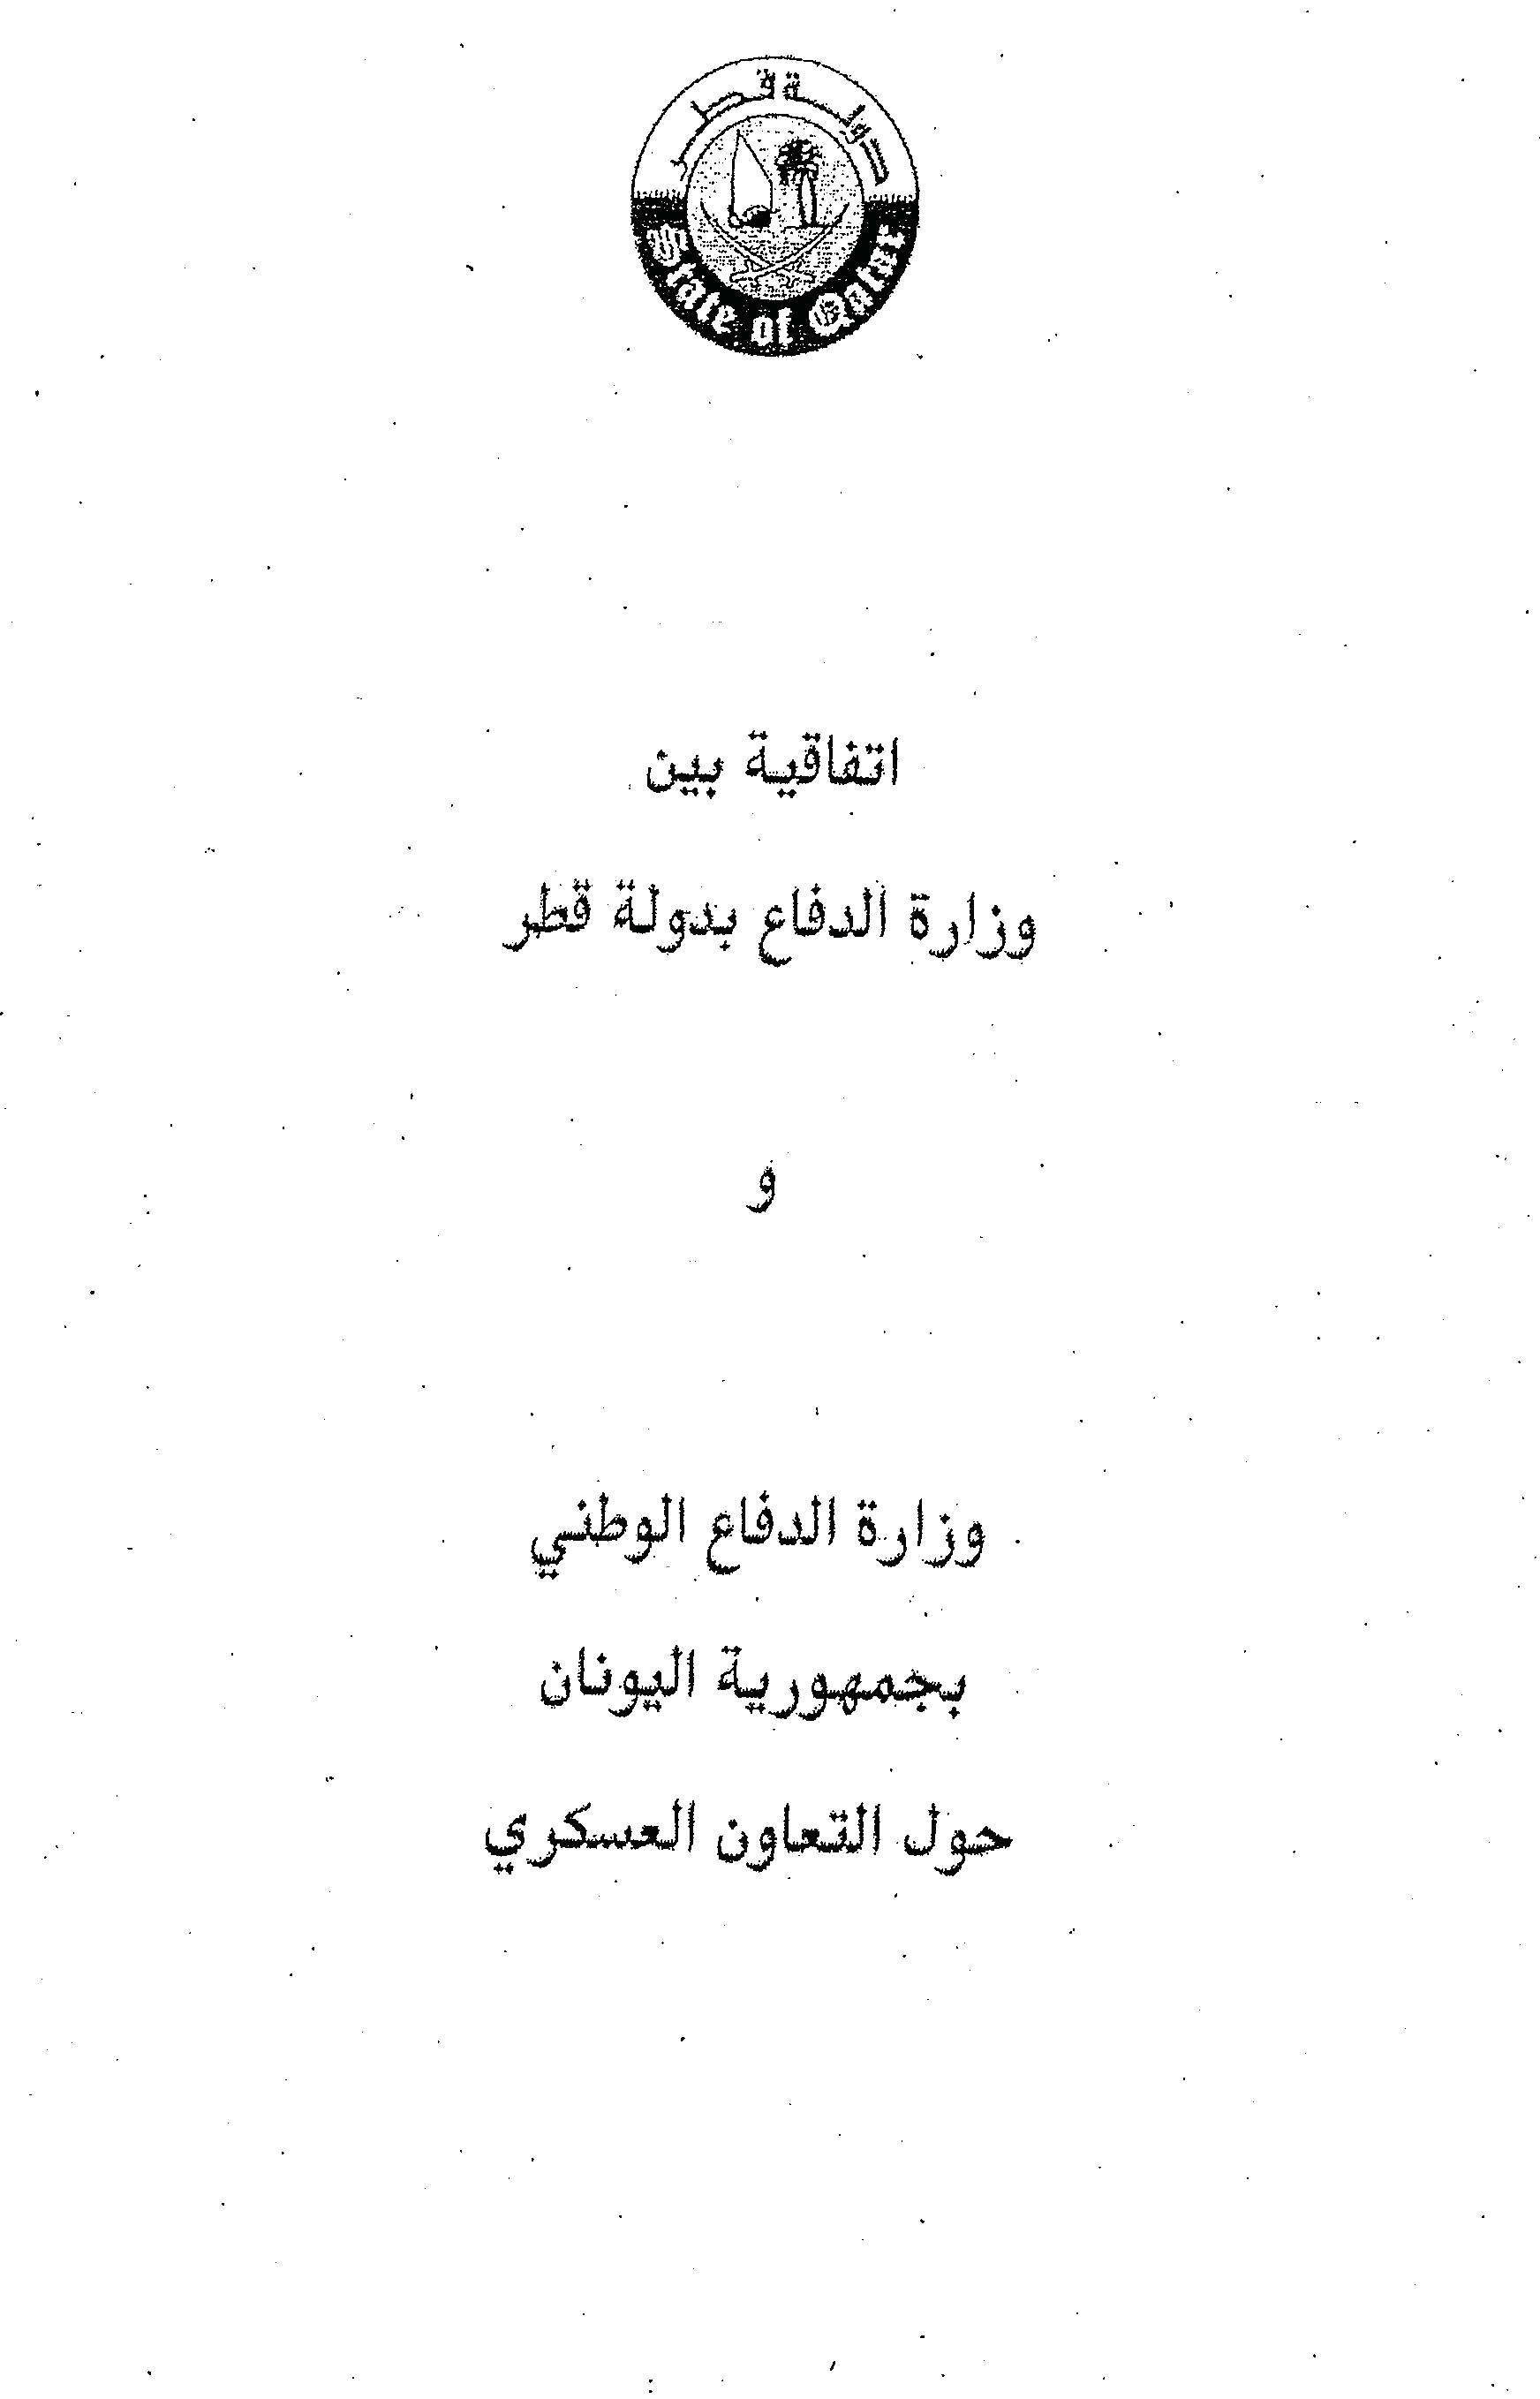 دولة قطر
State of Qatar
اتفاقية بين
وزارة الدفاع بدولة قطر
و
وزارة الدفاع الوطني
بجمهورية اليونان
حول التعاون العسكري